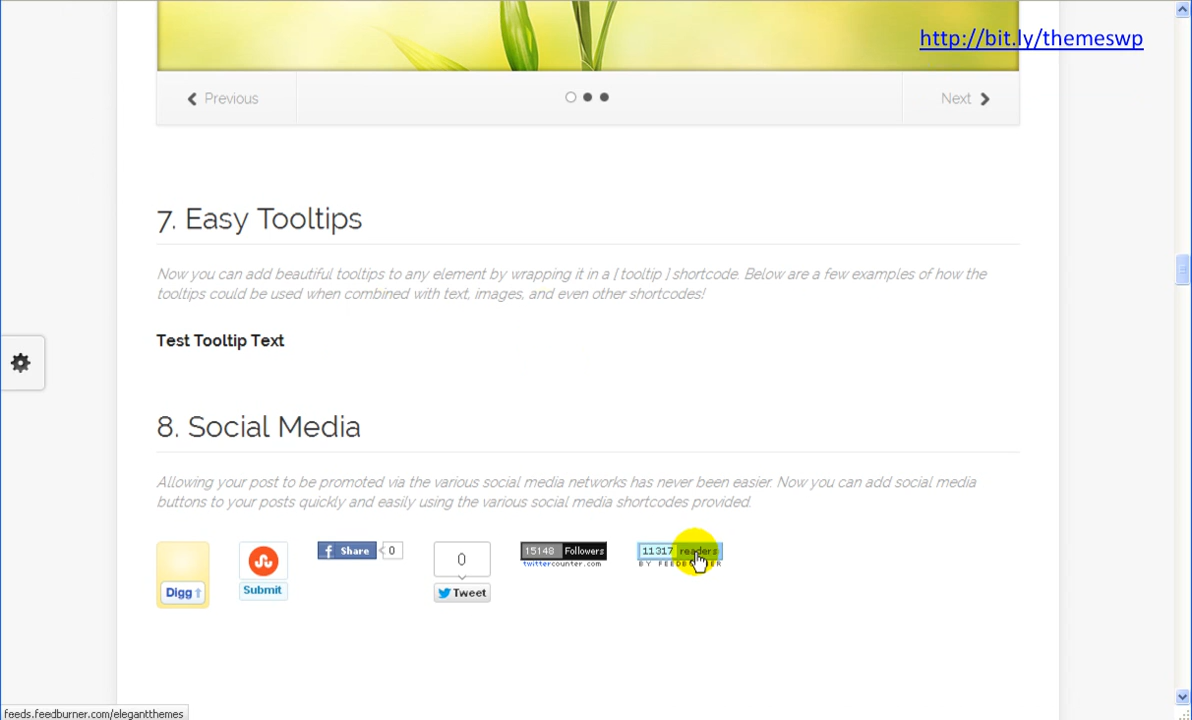 http://bit.ly/themeswp
Previous
Next
7. Easy Tooltips
Now you can add beautiful tooltips to any element by wrapping it in a [ tooltip ] shortcode. Below are a few examples of how the
tooltips could be used when combined with text, images, and even other shortcodes!
Test Tooltip Text
8. Social Media
Allowing your post to be promoted via the various social media networks has never been easier. Now you can add social media
buttons to your posts quickly and easily using the various social media shortcodes provided.
Digg
Submit
Share 0
0
Tweet
15148 Followers
twittercounter.com
11317 readers
BY FEEDBURNER
feeds.feedburner.com/elegantthemes